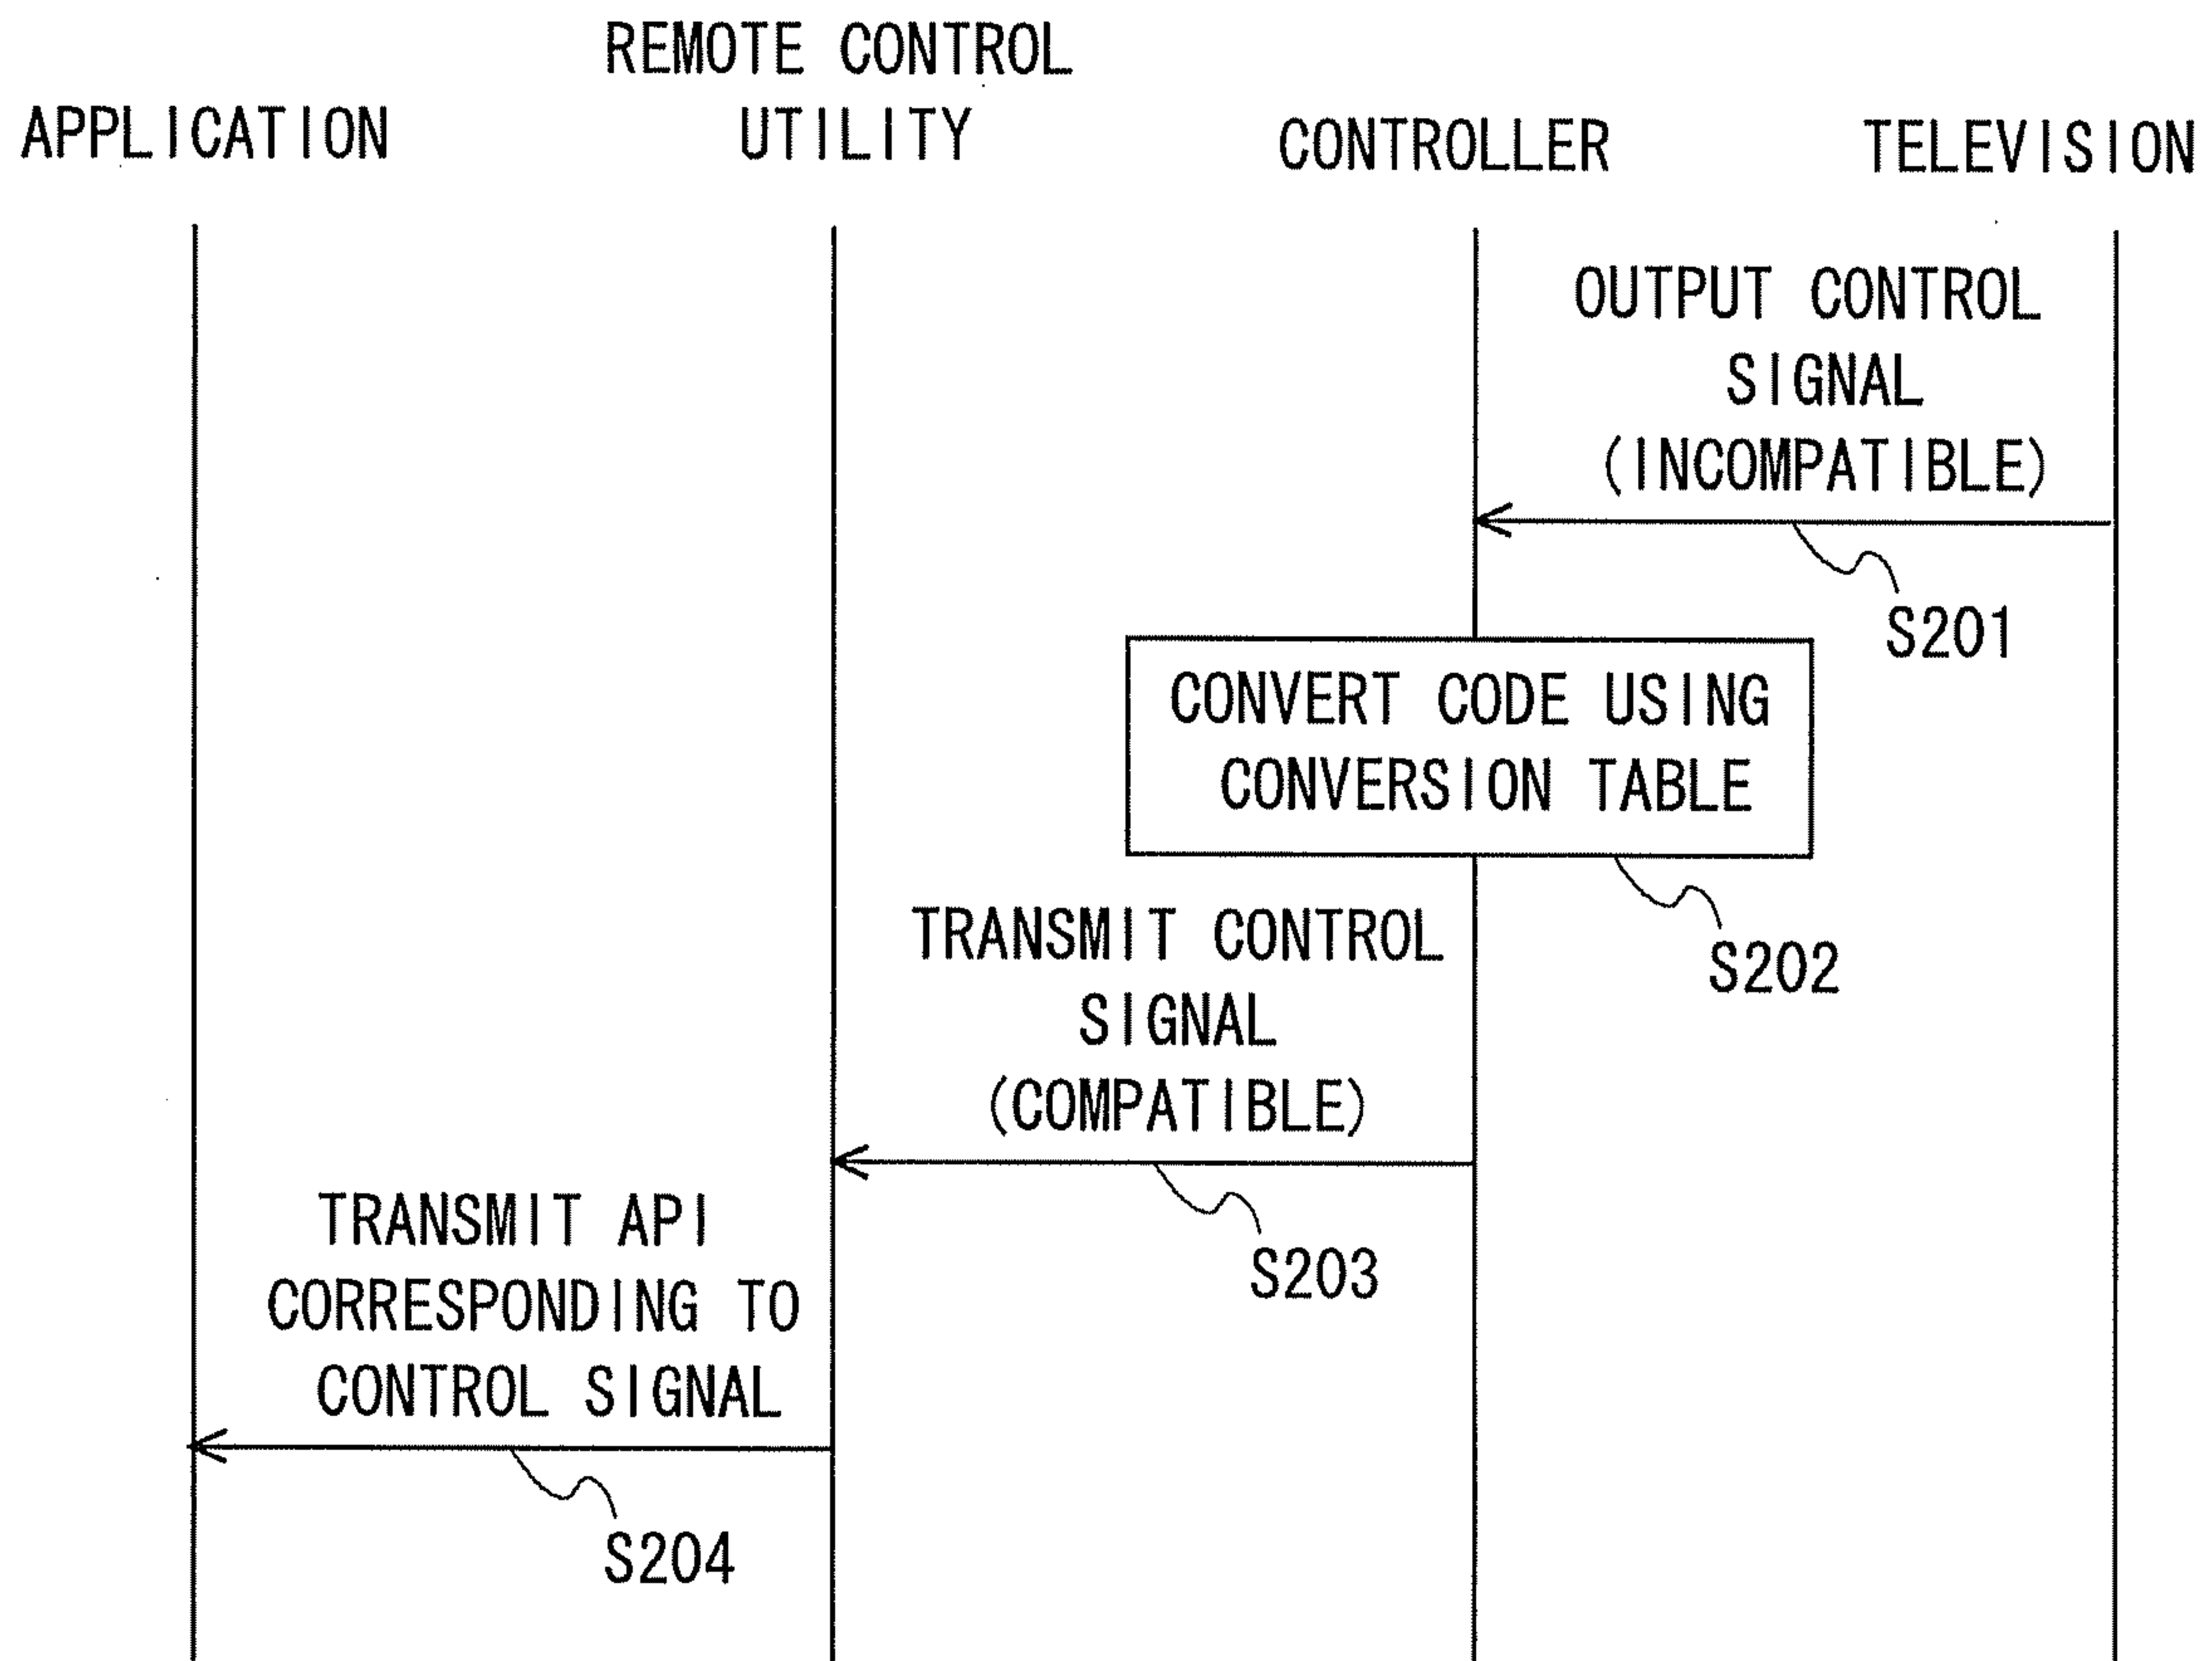 REMOTE CONTROL
UTILITY
APPLICATION
CONTROLLER
TELEVISION
OUTPUT CONTROL
SIGNAL
(INCOMPATIBLE)
S201
CONVERT CODE USING
CONVERSION TABLE
S202
TRANSMIT CONTROL
SIGNAL
(COMPATIBLE)
S203
TRANSMIT API
CORRESPONDING TO
CONTROL SIGNAL
S204